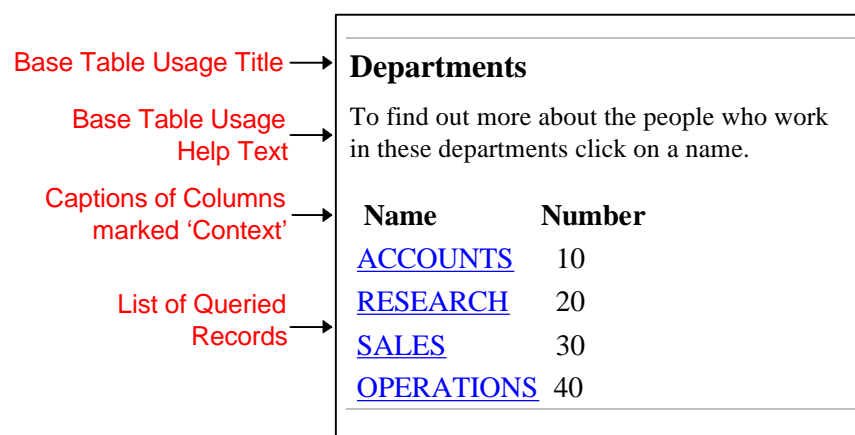 Base Table Usage Title
Departments
Base Table Usage
Help Text
To find out more about the people who work
in these departments click on a name.
Captions of Columns
marked ‘Context’
Name Number
ACCOUNTS 10
RESEARCH 20
List of Queried
Records
SALES 30
OPERATIONS 40